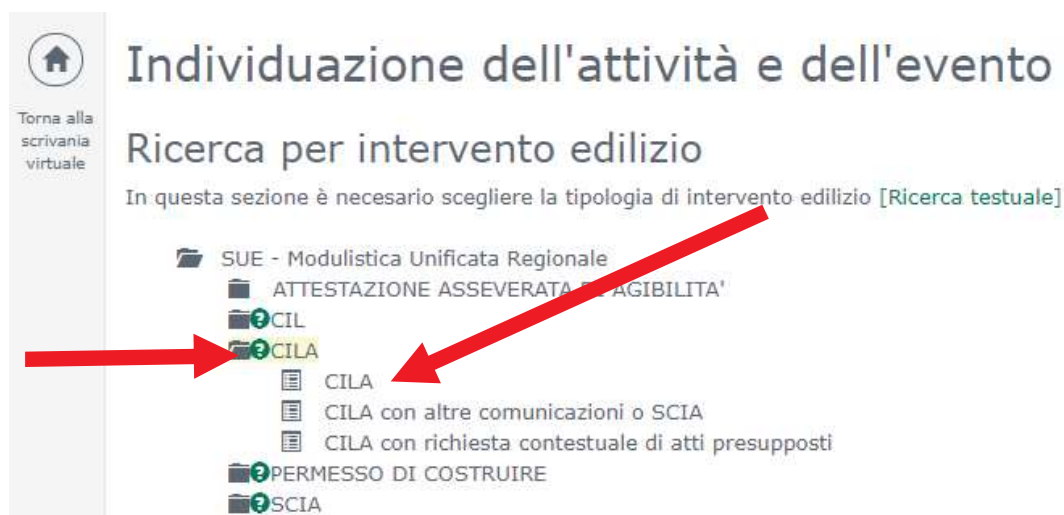 Individuazione dell'attività e dell'evento
Torna alla
scrivania
virtuale
Ricerca per intervento edilizio
In questa sezione è necesario scegliere la tipologia di intervento edilizio [Ricerca testuale]
SUE - Modulistica Unificata Regionale
ATTESTAZIONE ASSEVERATA DI AGIBILITA'
?CIL
?CILA
CILA
CILA con altre comunicazioni o SCIA
CILA con richiesta contestuale di atti presupposti
?PERMESSO DI COSTRUIRE
?SCIA